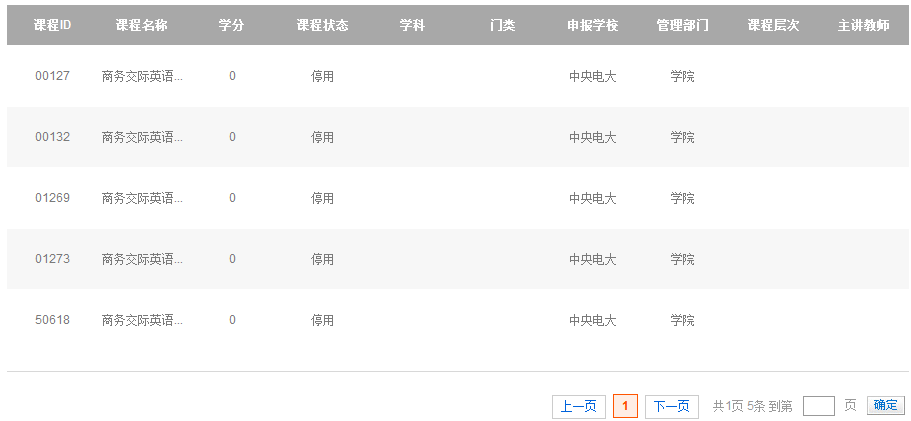 课程ID 课程名称 学分 课程状态 学科 门类 申报学校 管理部门 课程层次 主讲教师
00127 商务交际英语... 0 停用 中央电大 学院
00132 商务交际英语... 0 停用 中央电大 学院
01269 商务交际英语... 0 停用 中央电大 学院
01273 商务交际英语... 0 停用 中央电大 学院
50618 商务交际英语... 0 停用 中央电大 学院
上一页 1 下一页 共1页 5条 到第 页 确定